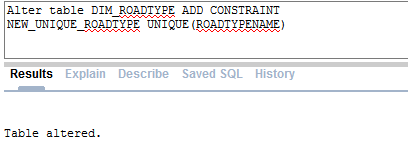 Alter table DIM_ROADTYPE ADD CONSTRAINT
NEW_UNIQUE_ROADTYPE UNIQUE(ROADTYPENAME)
Results Explain Describe Saved SQL History
Table altered.